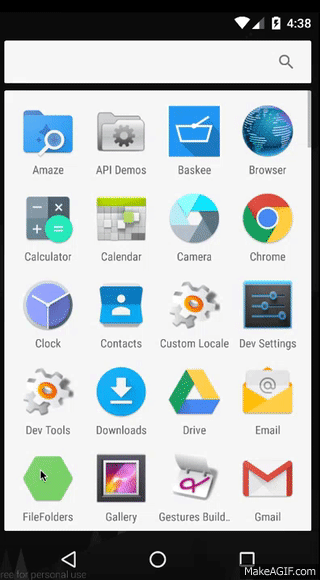 4:38
Amaze API Demos Baskee Browser
Calculator Calendar Camera Chrome
Clock Contacts Custom Locale Dev Settings
Dev Tools Downloads Drive Email
@
FileFolders Gallery Gestures Build.. Gmail
ree for personal use
MakeAGIF.com